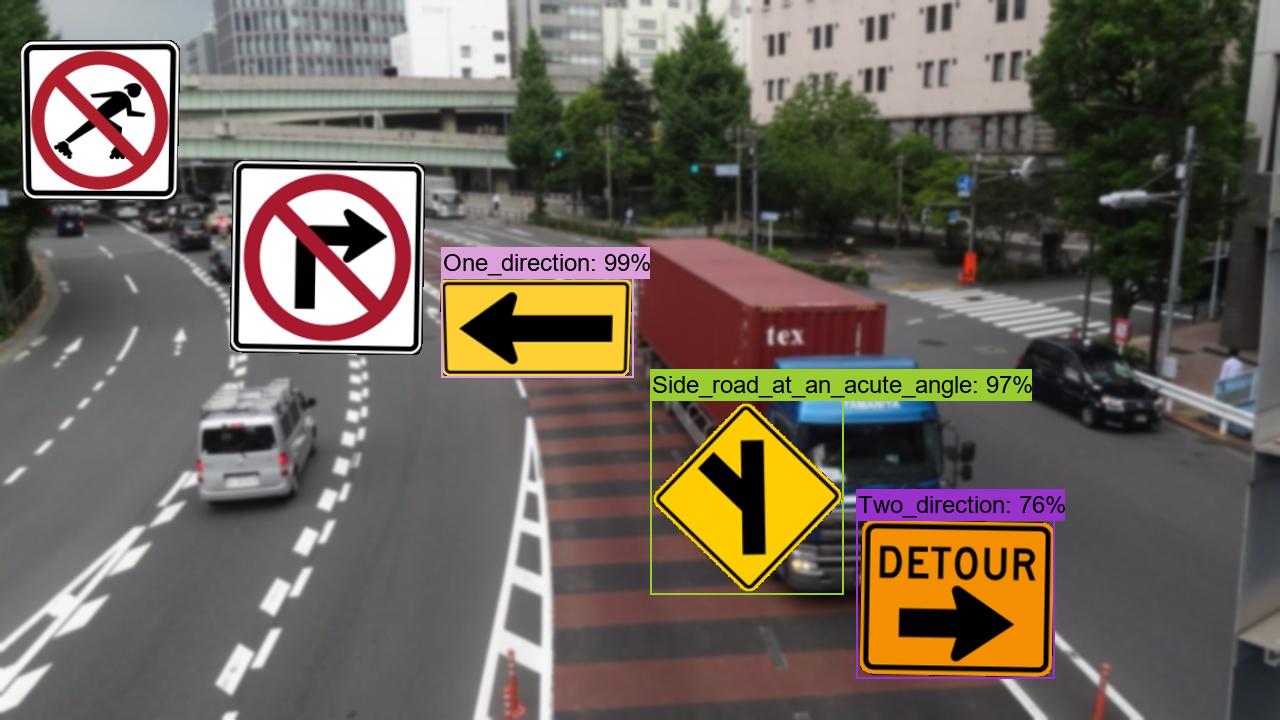 One_direction: 99%
tex
Side_road_at_an_acute_angle: 97%
Two_direction: 76%
DETOUR